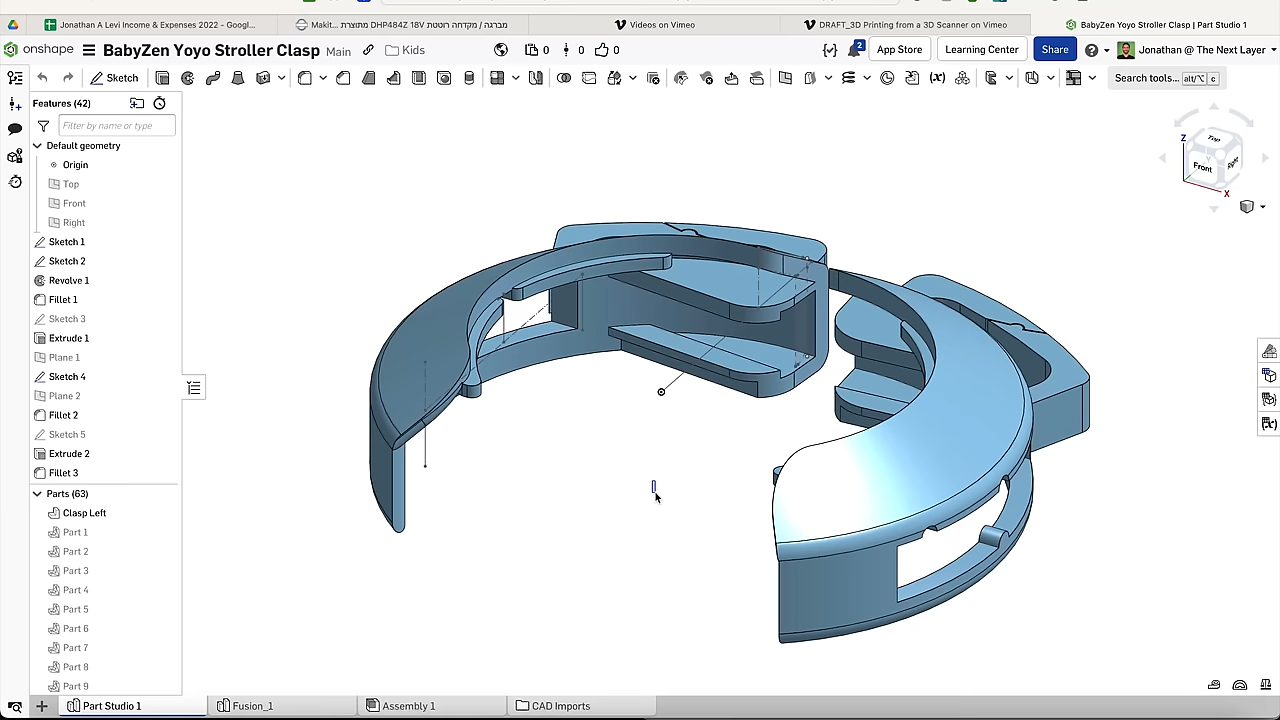 Jonathan A Levi Income & Expenses 2022 - Googl...
Makit... DHP484Z 18V מברגה / מקדחה רוטטת מתוצרת
Videos on Vimeo
DRAFT_3D Printing from a 3D Scanner on Vimeo
BabyZen Yoyo Stroller Clasp | Part Studio 1
onshape
BabyZen Yoyo Stroller Clasp
Main
Kids
0
0
0
2
App Store
Learning Center
Share
Jonathan @ The Next Layer
Sketch
Search tools...
alt/⌥
c
Features (42)
Filter by name or type
Default geometry
Origin
Top
Front
Right
Sketch 1
Sketch 2
Revolve 1
Fillet 1
Sketch 3
Extrude 1
Plane 1
Sketch 4
Plane 2
Fillet 2
Sketch 5
Extrude 2
Fillet 3
Parts (63)
Clasp Left
Part 1
Part 2
Part 3
Part 4
Part 5
Part 6
Part 7
Part 8
Part 9
Z
Top
Front
Right
X
Part Studio 1
Fusion_1
Assembly 1
CAD Imports